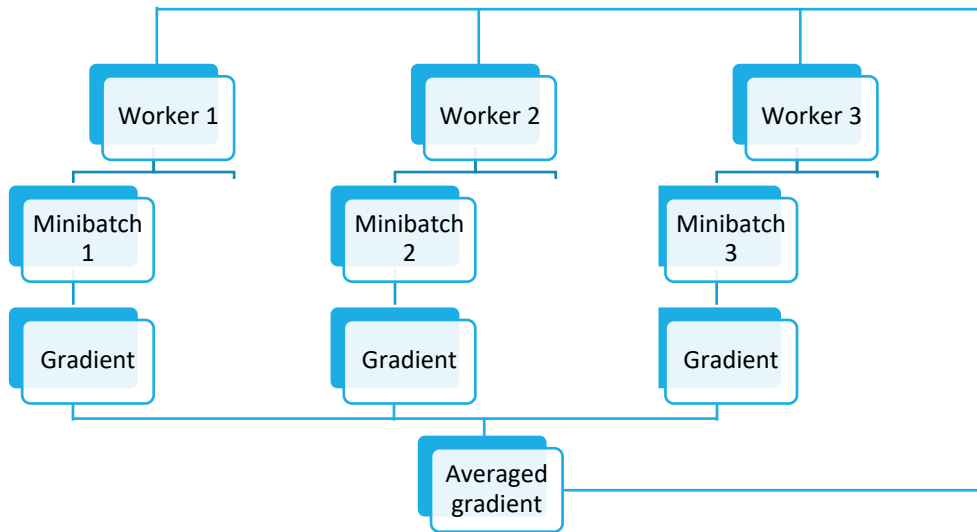 Worker 1
Worker 2
Worker 3
Minibatch
1
Minibatch
2
Minibatch
3
Gradient
Gradient
Gradient
Averaged
gradient